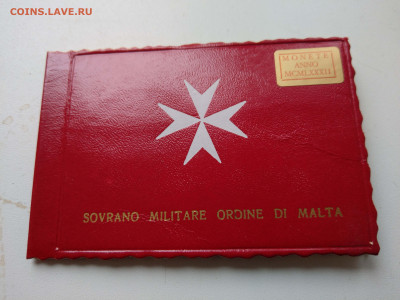 COINS.LAVE.RU
MONETE
ANNO
MCMLXXXII
SOVRANO MILITARE ORDINE DI MALTA